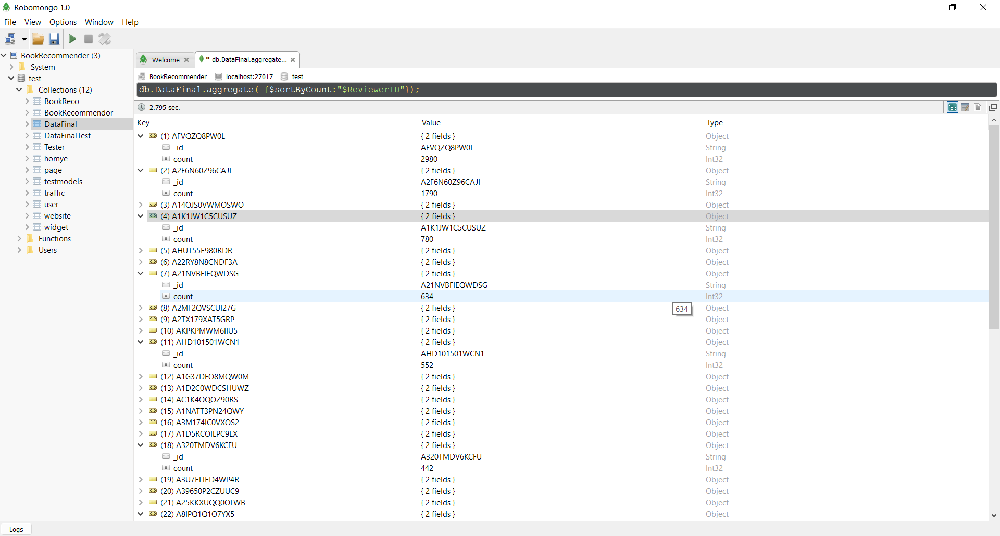 Robomongo 1.0
File View Options Window Help
BookRecommender (3)
System
test
Collections (12)
BookReco
BookRecommendor
DataFinal
DataFinalTest
Tester
homye
page
testmodels
traffic
user
website
widget
Functions
Users
Welcome
* db.DataFinal.aggregate...
BookRecommender localhost:27017 test
db.DataFinal.aggregate( {$sortByCount:"$ReviewerID"});
2.795 sec.
Key Value Type
(1) AFVQZQ8PW0L { 2 fields } Object
_id AFVQZQ8PW0L String
count 2980 Int32
(2) A2F6N60Z96CAJI { 2 fields } Object
_id A2F6N60Z96CAJI String
count 1790 Int32
(3) A14OJS0VWMOSWO { 2 fields } Object
(4) A1K1JW1C5CUSUZ { 2 fields } Object
_id A1K1JW1C5CUSUZ String
count 780 Int32
(5) AHUT55E980RDR { 2 fields } Object
(6) A22RY8N8CNDF3A { 2 fields } Object
(7) A21NVBFIEQWDSG { 2 fields } Object
_id A21NVBFIEQWDSG String
count 634 Int32
(8) A2MF2QVSCUI27G { 2 fields } Object
634
(9) A2TX179XAT5GRP { 2 fields } Object
(10) AKPKPMWM6IIU5 { 2 fields } Object
(11) AHD101501WCN1 { 2 fields } Object
_id AHD101501WCN1 String
count 552 Int32
(12) A1G37DFO8MQW0M { 2 fields } Object
(13) A1D2C0WDCSHUWZ { 2 fields } Object
(14) AC1K4OQOZ90RS { 2 fields } Object
(15) A1NATT3PN24QWY { 2 fields } Object
(16) A3M174IC0VXOS2 { 2 fields } Object
(17) A1D5RCOILPC9LX { 2 fields } Object
(18) A320TMDV6KCFU { 2 fields } Object
_id A320TMDV6KCFU String
count 442 Int32
(19) A3U7ELIED4WP4R { 2 fields } Object
(20) A39650P2CZUUC9 { 2 fields } Object
(21) A25KKXUQQ0OLWB { 2 fields } Object
(22) A8IPQ1Q1O7YX5 { 2 fields } Object
Logs